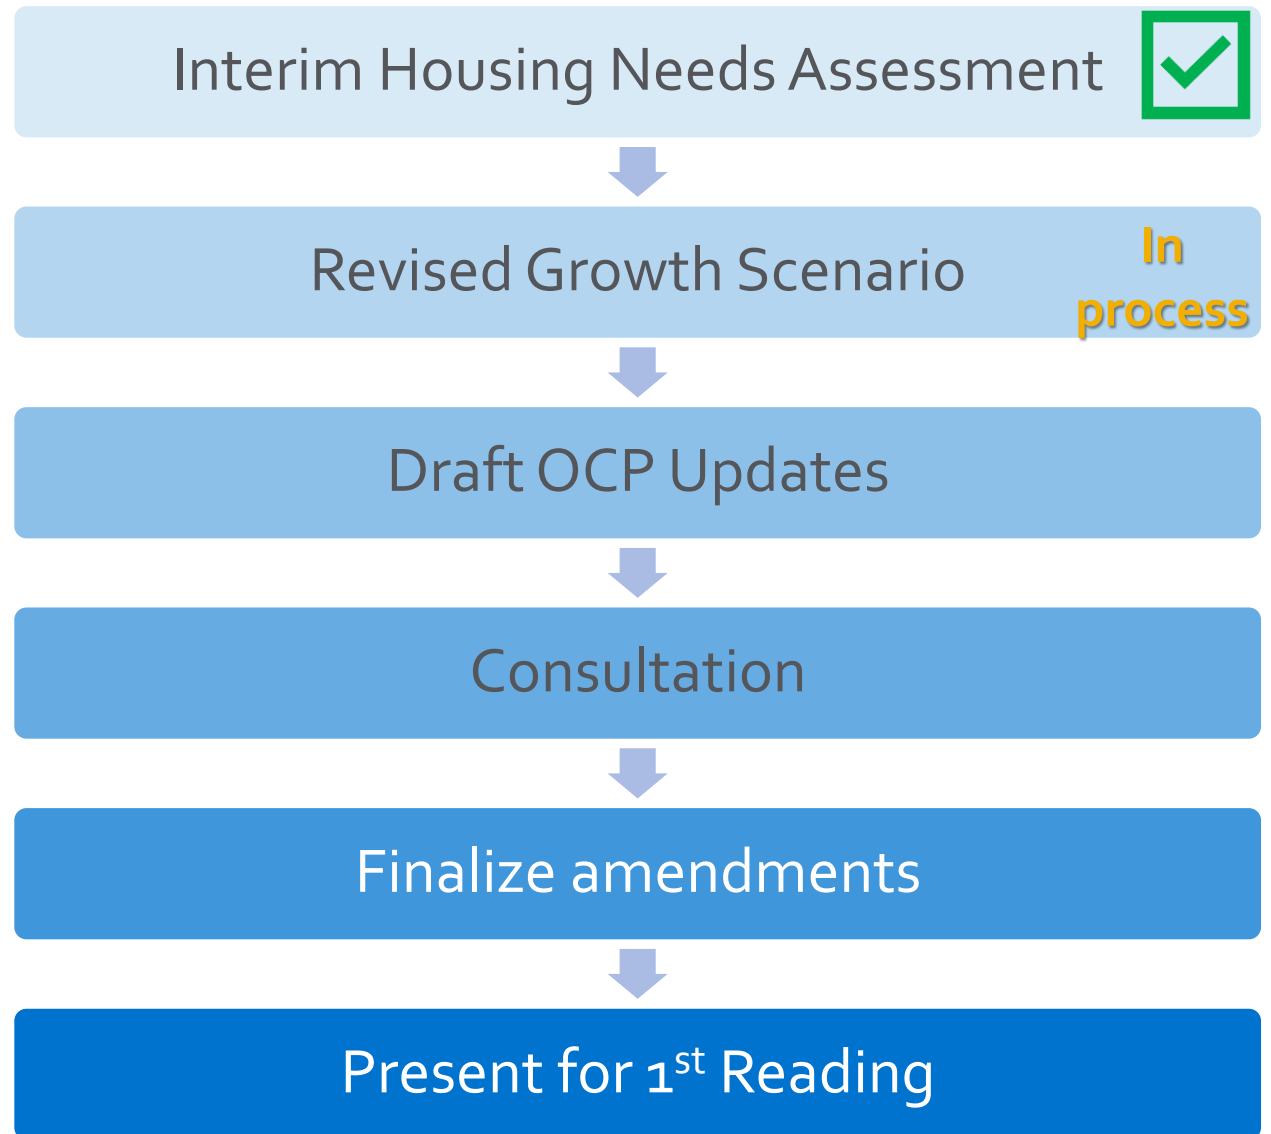 Interim Housing Needs Assessment
Revised Growth Scenario
In
process
Draft OCP Updates
Consultation
Finalize amendments
Present for 1st Reading